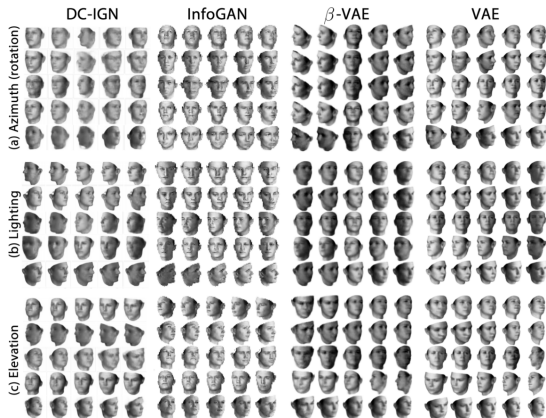 DC-IGN InfoGAN β-VAE VAE
(a) Azimuth (rotation)
(b) Lighting
(c) Elevation